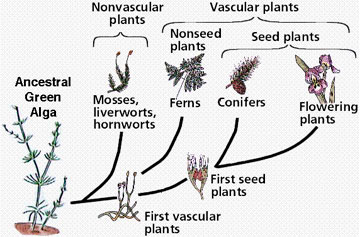 Nonvascular
plants
Vascular plants
Nonseed
plants
Seed plants
Ancestral
Green
Alga
Mosses,
liverworts,
hornworts
Ferns
Conifers
Flowering
plants
First seed
plants
First vascular
plants